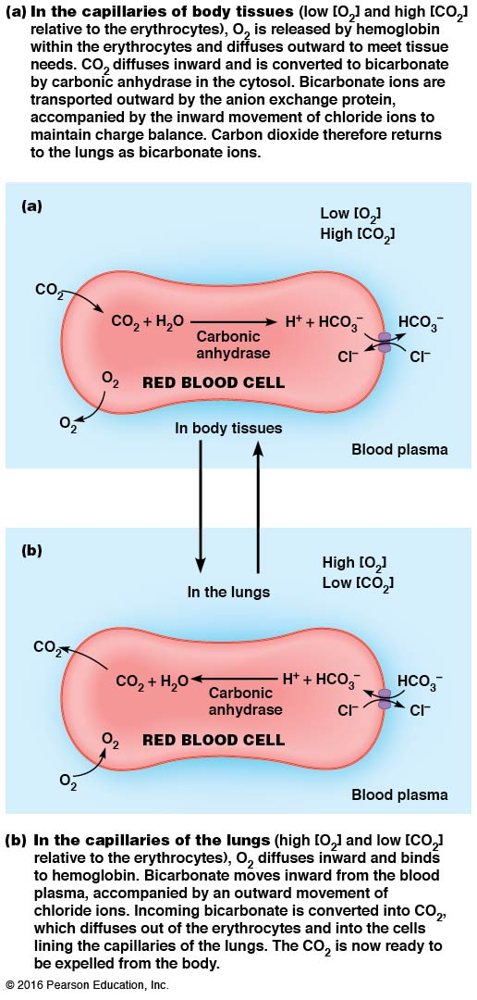 (a) In the capillaries of body tissues (low [O₂] and high [CO₂]
relative to the erythrocytes), O₂ is released by hemoglobin
within the erythrocytes and diffuses outward to meet tissue
needs. CO₂ diffuses inward and is converted to bicarbonate
by carbonic anhydrase in the cytosol. Bicarbonate ions are
transported outward by the anion exchange protein,
accompanied by the inward movement of chloride ions to
maintain charge balance. Carbon dioxide therefore returns
to the lungs as bicarbonate ions.
(a)
Low [O₂]
High [CO₂]
CO₂
CO₂ + H₂O
Carbonic
anhydrase
H⁺ + HCO₃⁻
HCO₃⁻
Cl⁻
Cl⁻
O₂
RED BLOOD CELL
O₂
In body tissues
Blood plasma
(b)
High [O₂]
Low [CO₂]
In the lungs
CO₂
CO₂ + H₂O
Carbonic
anhydrase
H⁺ + HCO₃⁻
HCO₃⁻
Cl⁻
Cl⁻
O₂
RED BLOOD CELL
O₂
Blood plasma
(b) In the capillaries of the lungs (high [O₂] and low [CO₂]
relative to the erythrocytes), O₂ diffuses inward and binds
to hemoglobin. Bicarbonate moves inward from the blood
plasma, accompanied by an outward movement of
chloride ions. Incoming bicarbonate is converted into CO₂,
which diffuses out of the erythrocytes and into the cells
lining the capillaries of the lungs. The CO₂ is now ready to
be expelled from the body.
© 2016 Pearson Education, Inc.